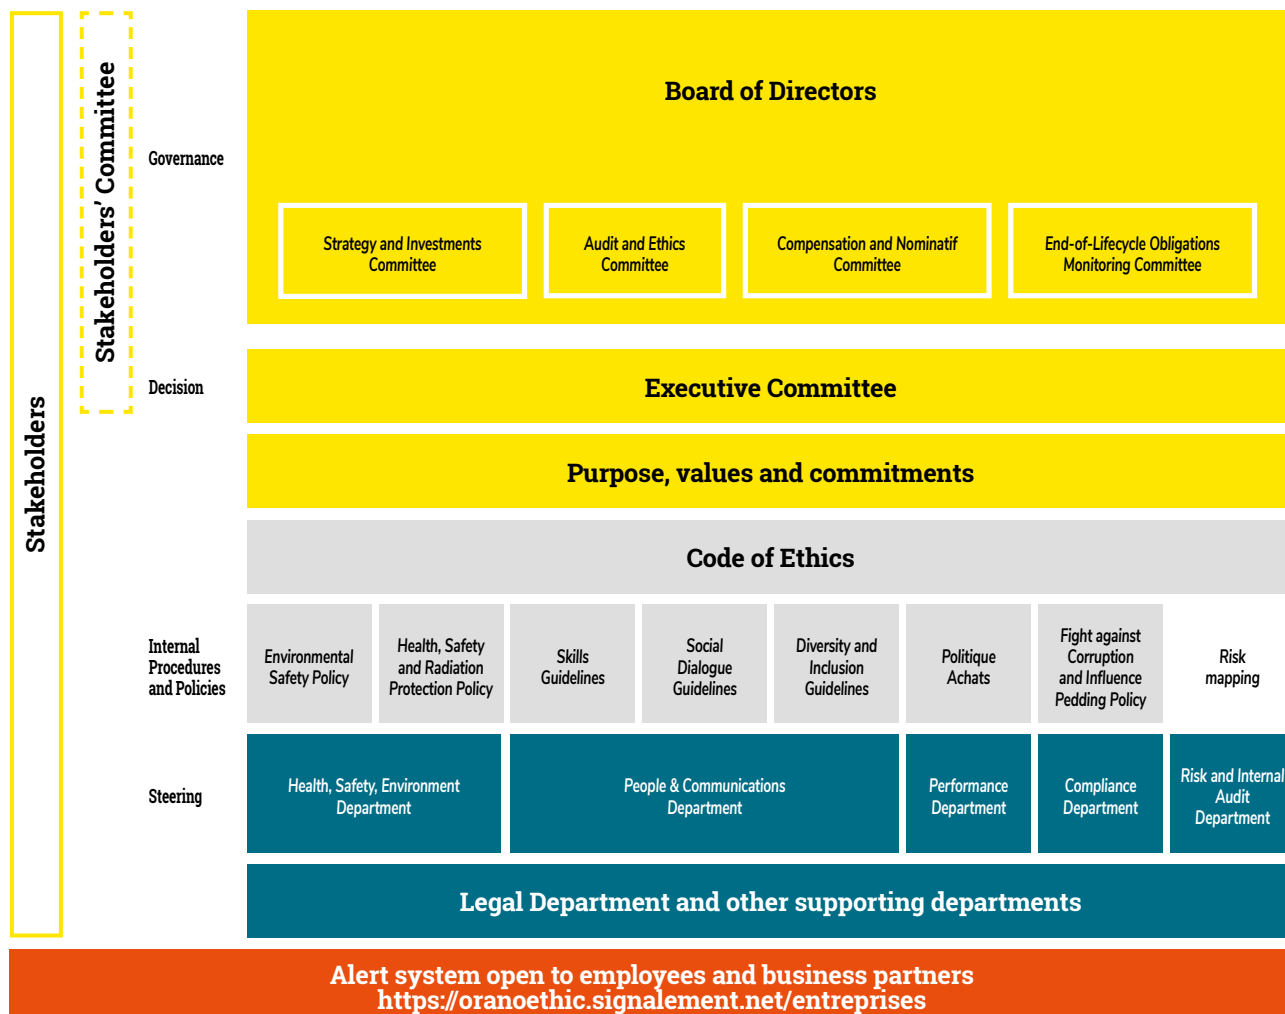 Stakeholders
Stakeholders' Committee
Governance
Board of Directors
Strategy and Investments
Committee
Audit and Ethics
Committee
Compensation and Nominatif
Committee
End-of-Lifecycle Obligations
Monitoring Committee
Decision
Executive Committee
Purpose, values and commitments
Code of Ethics
Internal
Procedures
and Policies
Environmental
Safety Policy
Health, Safety
and Radiation
Protection Policy
Skills
Guidelines
Social
Dialogue
Guidelines
Diversity and
Inclusion
Guidelines
Politique
Achats
Fight against
Corruption
and Influence
Pedding Policy
Risk
mapping
Steering
Health, Safety, Environment
Department
People & Communications
Department
Performance
Department
Compliance
Department
Risk and Internal
Audit
Department
Legal Department and other supporting departments
Alert system open to employees and business partners
https://oranoethic.signalement.net/entreprises